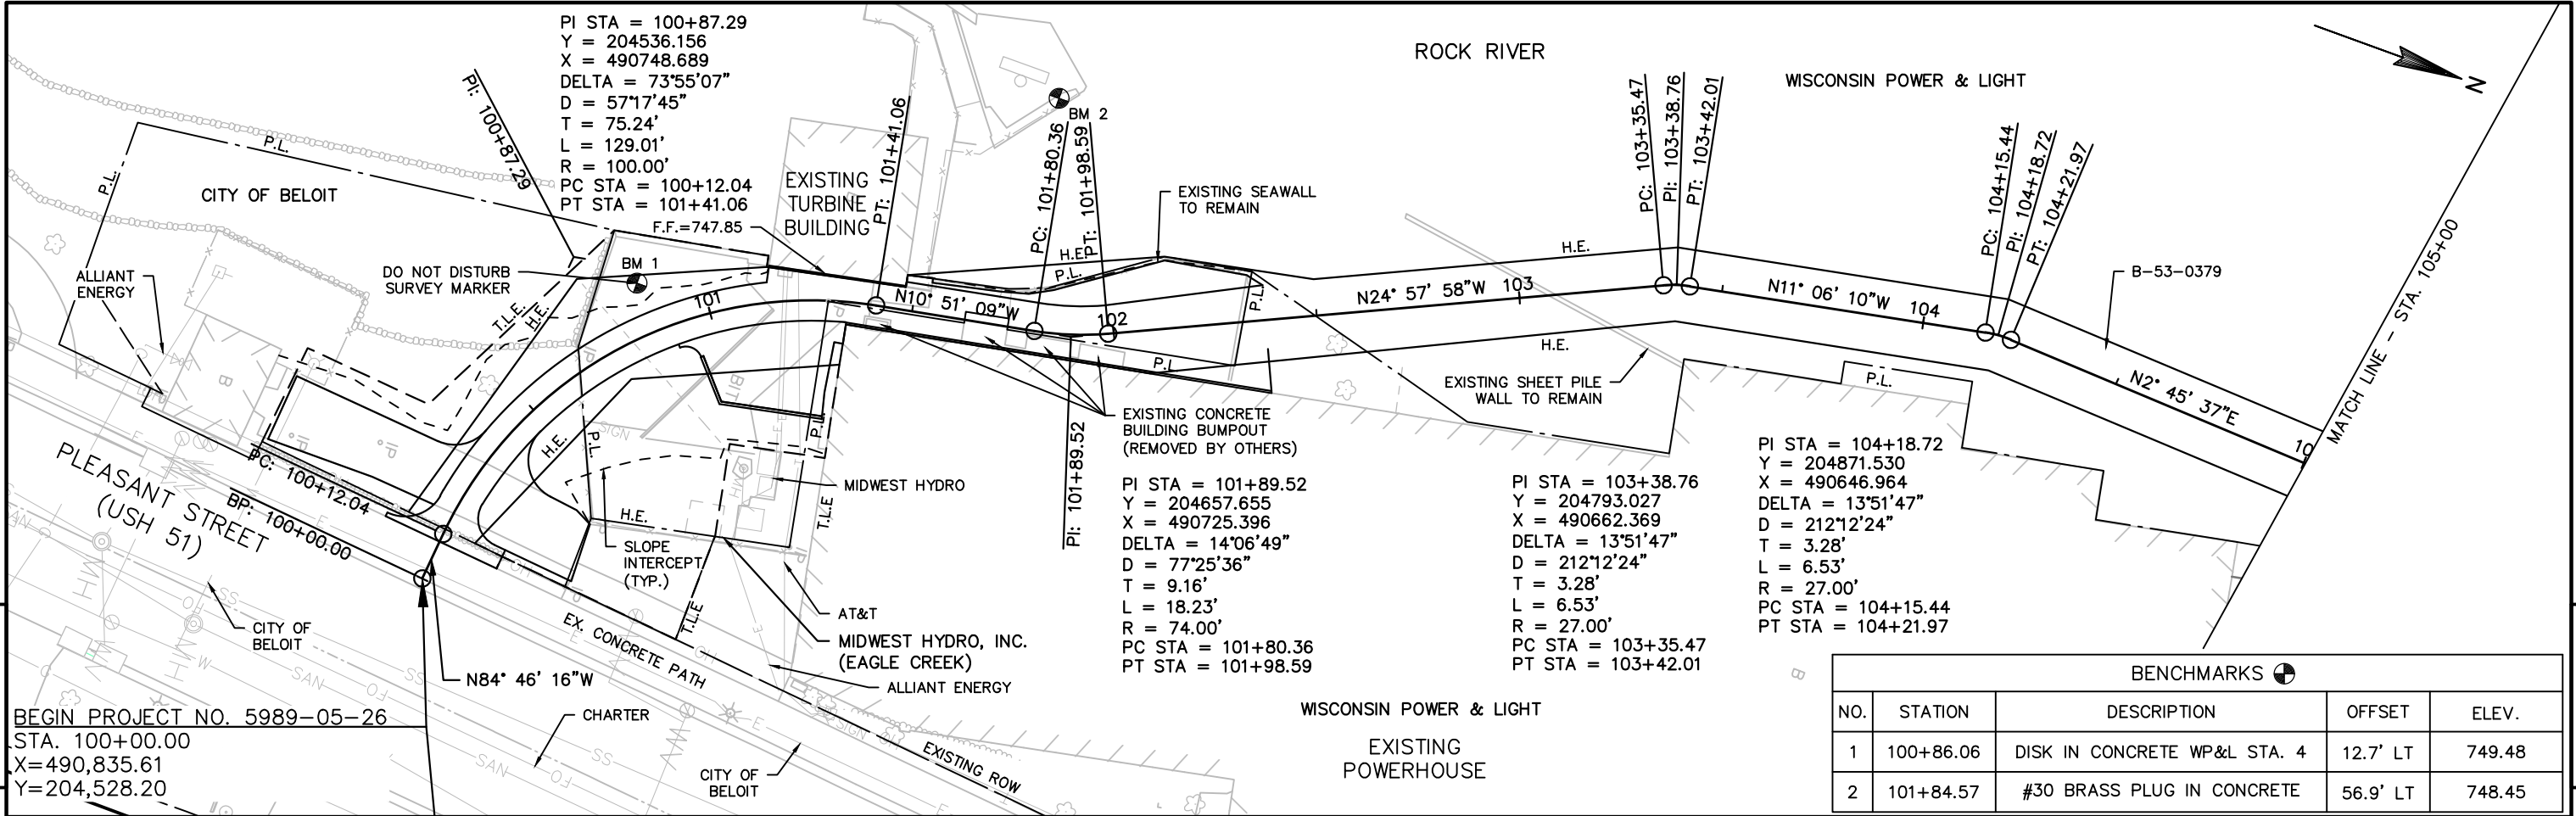 PI STA = 100+87.29
Y = 204536.156
X = 490748.689
DELTA = 73°55'07"
D = 57°17'45"
T = 75.24'
L = 129.01'
R = 100.00'
PC STA = 100+12.04
PT STA = 101+41.06
F.F.=747.85
ROCK RIVER
WISCONSIN POWER & LIGHT
N
PI: 100+87.29
P.L.
P.L.
CITY OF BELOIT
EXISTING
TURBINE
BUILDING
PT: 101+41.06
BM 2
PC: 101+80.36
PT: 101+98.59
EXISTING SEAWALL
TO REMAIN
PC: 103+35.47
PI: 103+38.76
PT: 103+42.01
PC: 104+15.44
PI: 104+18.72
PT: 104+21.97
MATCH LINE - STA. 105+00
B-53-0379
ALLIANT
ENERGY
DO NOT DISTURB
SURVEY MARKER
BM 1
T.L.E.
H.E.
101
N10° 51' 09"W
H.E.
P.L.
102
P.L.
N24° 57' 58"W
103
H.E.
N11° 06' 10"W
104
N2° 45' 37"E
10
H.E.
P.L.
P.L.
EXISTING SHEET PILE
WALL TO REMAIN
B
BIT
SIGN
H.E.
P.L.
P.L.
EXISTING CONCRETE
BUILDING BUMPOUT
(REMOVED BY OTHERS)
PI: 101+89.52
PLEASANT STREET
(USH 51)
PC: 100+12.04
BP: 100+00.00
MIDWEST HYDRO
MH
H.E.
T.L.E
SLOPE
INTERCEPT
(TYP.)
T.L.E
AT&T
MIDWEST HYDRO, INC.
(EAGLE CREEK)
ALLIANT ENERGY
PI STA = 101+89.52
Y = 204657.655
X = 490725.396
DELTA = 14°06'49"
D = 77°25'36"
T = 9.16'
L = 18.23'
R = 74.00'
PC STA = 101+80.36
PT STA = 101+98.59
PI STA = 103+38.76
Y = 204793.027
X = 490662.369
DELTA = 13°51'47"
D = 212°12'24"
T = 3.28'
L = 6.53'
R = 27.00'
PC STA = 103+35.47
PT STA = 103+42.01
PI STA = 104+18.72
Y = 204871.530
X = 490646.964
DELTA = 13°51'47"
D = 212°12'24"
T = 3.28'
L = 6.53'
R = 27.00'
PC STA = 104+15.44
PT STA = 104+21.97
CITY OF
BELOIT
N84° 46' 16"W
EX. CONCRETE PATH
BEGIN PROJECT NO. 5989-05-26
STA. 100+00.00
X=490,835.61
Y=204,528.20
CHARTER
CITY OF
BELOIT
EXISTING ROW
SIGN
SAN
FO
SS
WISCONSIN POWER & LIGHT
EXISTING
POWERHOUSE
BENCHMARKS
NO. STATION DESCRIPTION OFFSET ELEV.
1 100+86.06 DISK IN CONCRETE WP&L STA. 4 12.7' LT 749.48
2 101+84.57 #30 BRASS PLUG IN CONCRETE 56.9' LT 748.45